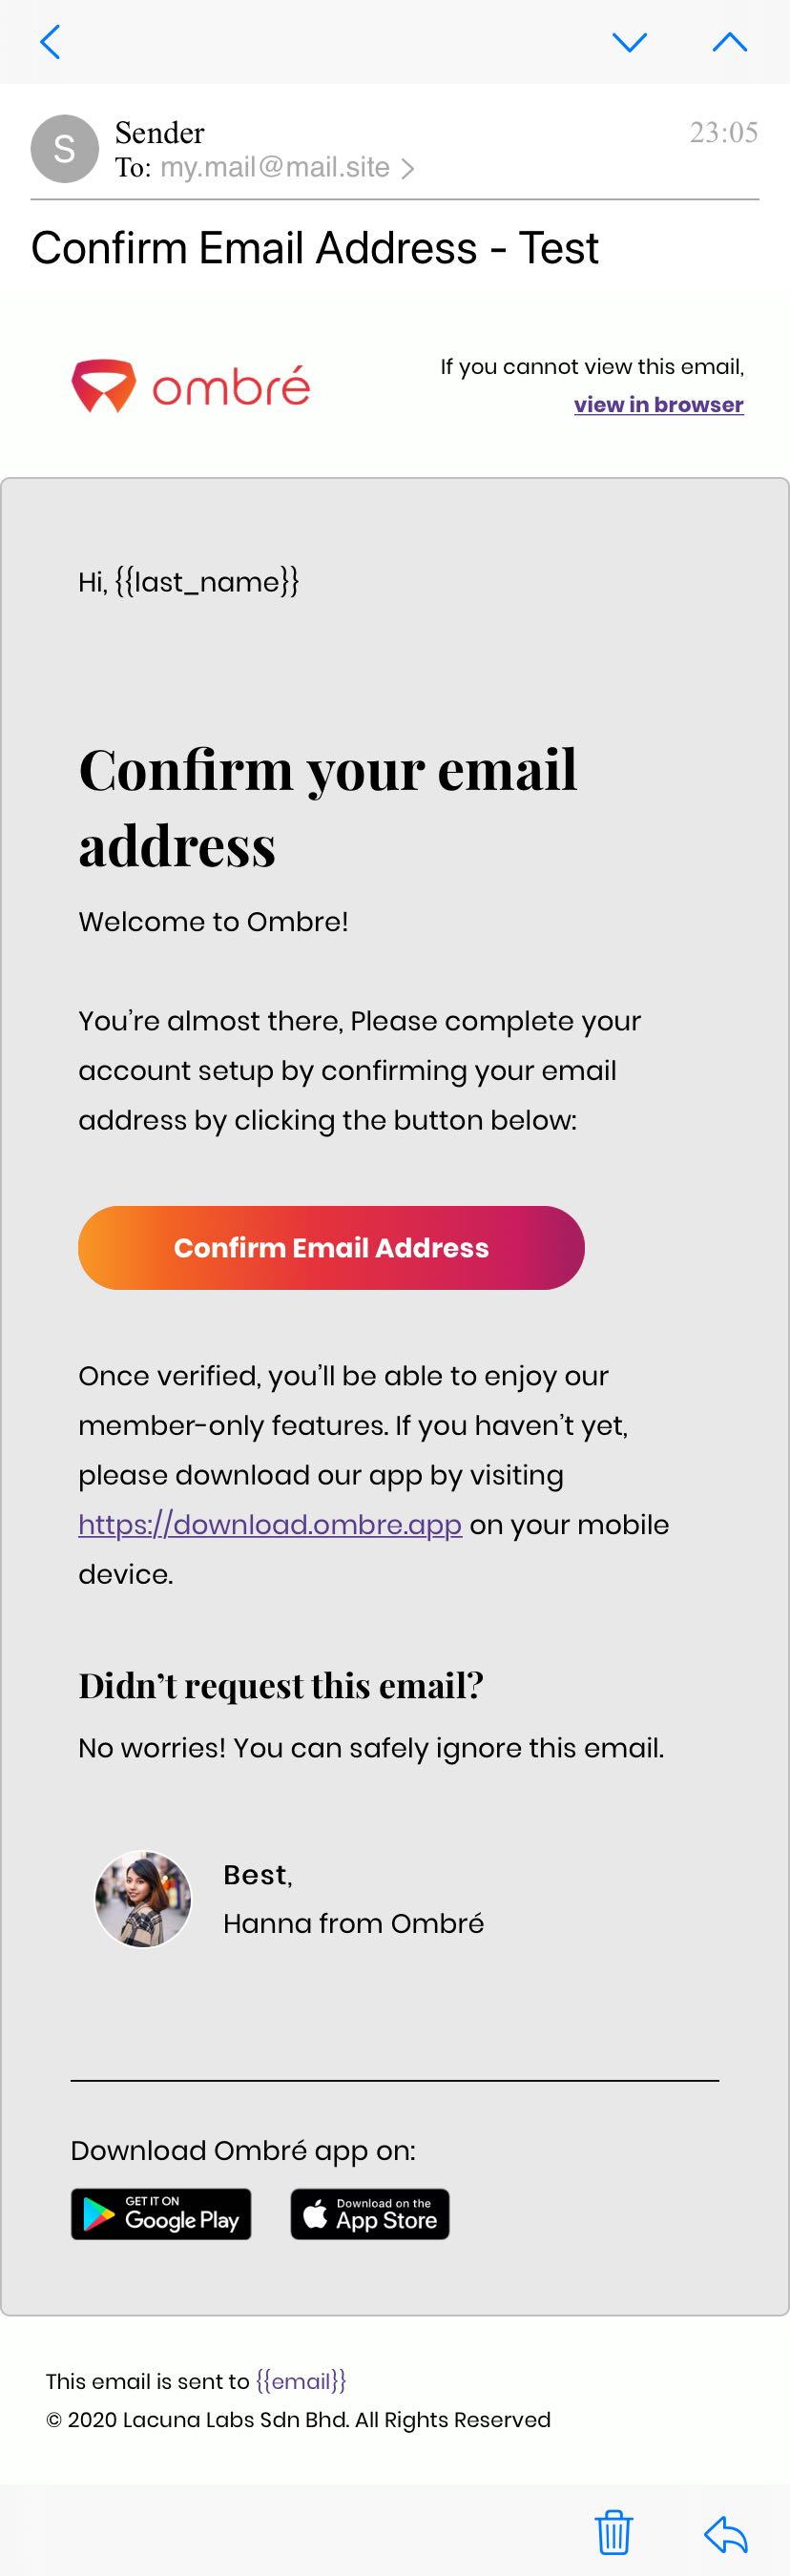 S
Sender
23:05
To: my.mail@mail.site
Confirm Email Address - Test
ombré
If you cannot view this email,
view in browser
Hi, {{last_name}}
Confirm your email
address
Welcome to Ombre!
You’re almost there, Please complete your
account setup by confirming your email
address by clicking the button below:
Confirm Email Address
Once verified, you’ll be able to enjoy our
member-only features. If you haven’t yet,
please download our app by visiting
https://download.ombre.app on your mobile
device.
Didn’t request this email?
No worries! You can safely ignore this email.
Best,
Hanna from Ombré
Download Ombré app on:
GET IT ON
Google Play
Download on the
App Store
This email is sent to {{email}}
© 2020 Lacuna Labs Sdn Bhd. All Rights Reserved